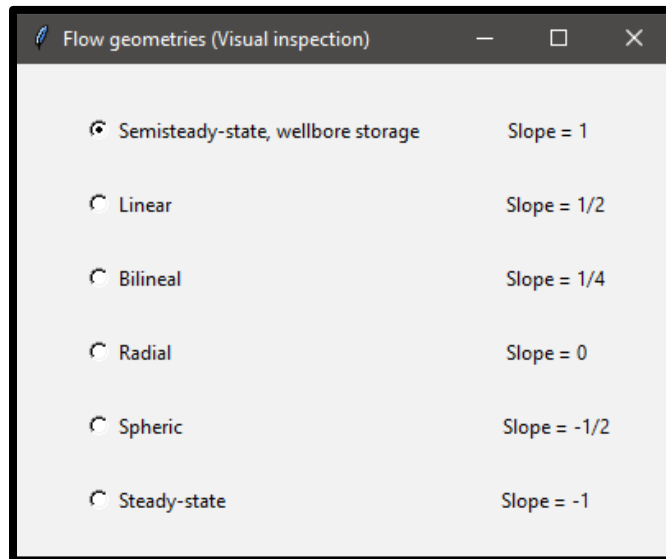 Flow geometries (Visual inspection)
Semisteady-state, wellbore storage Slope = 1
Linear Slope = 1/2
Bilineal Slope = 1/4
Radial Slope = 0
Spheric Slope = -1/2
Steady-state Slope = -1